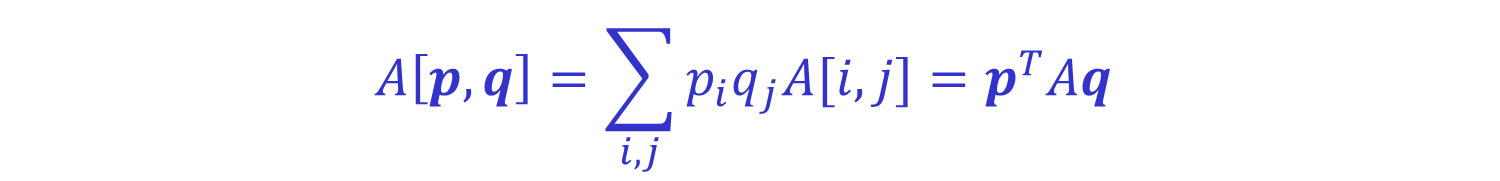 A[p, q] = ∑_{i,j} p_i q_j A[i, j] = p^T A q